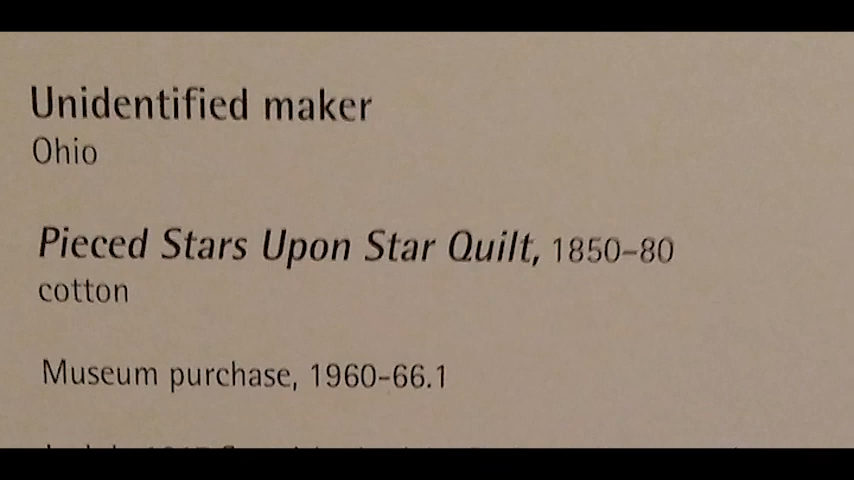 Unidentified maker
Ohio
Pieced Stars Upon Star Quilt, 1850–80
cotton
Museum purchase, 1960-66.1